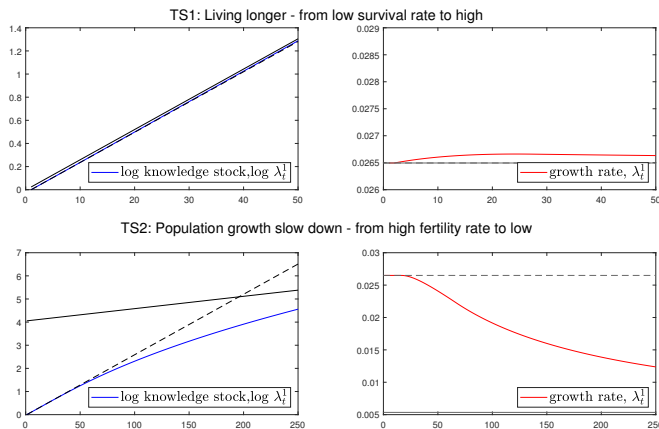 TS1: Living longer - from low survival rate to high
1.4
1.2
1
0.8
0.6
0.4
0.2
0
0 10 20 30 40 50
log knowledge stock,log λ_t^1
0.029
0.0285
0.028
0.0275
0.027
0.0265
0.026
0 10 20 30 40 50
growth rate, λ_t^1
TS2: Population growth slow down - from high fertility rate to low
7
6
5
4
3
2
1
0
0 50 100 150 200 250
log knowledge stock,log λ_t^1
0.03
0.025
0.02
0.015
0.01
0.005
0 50 100 150 200 250
growth rate, λ_t^1